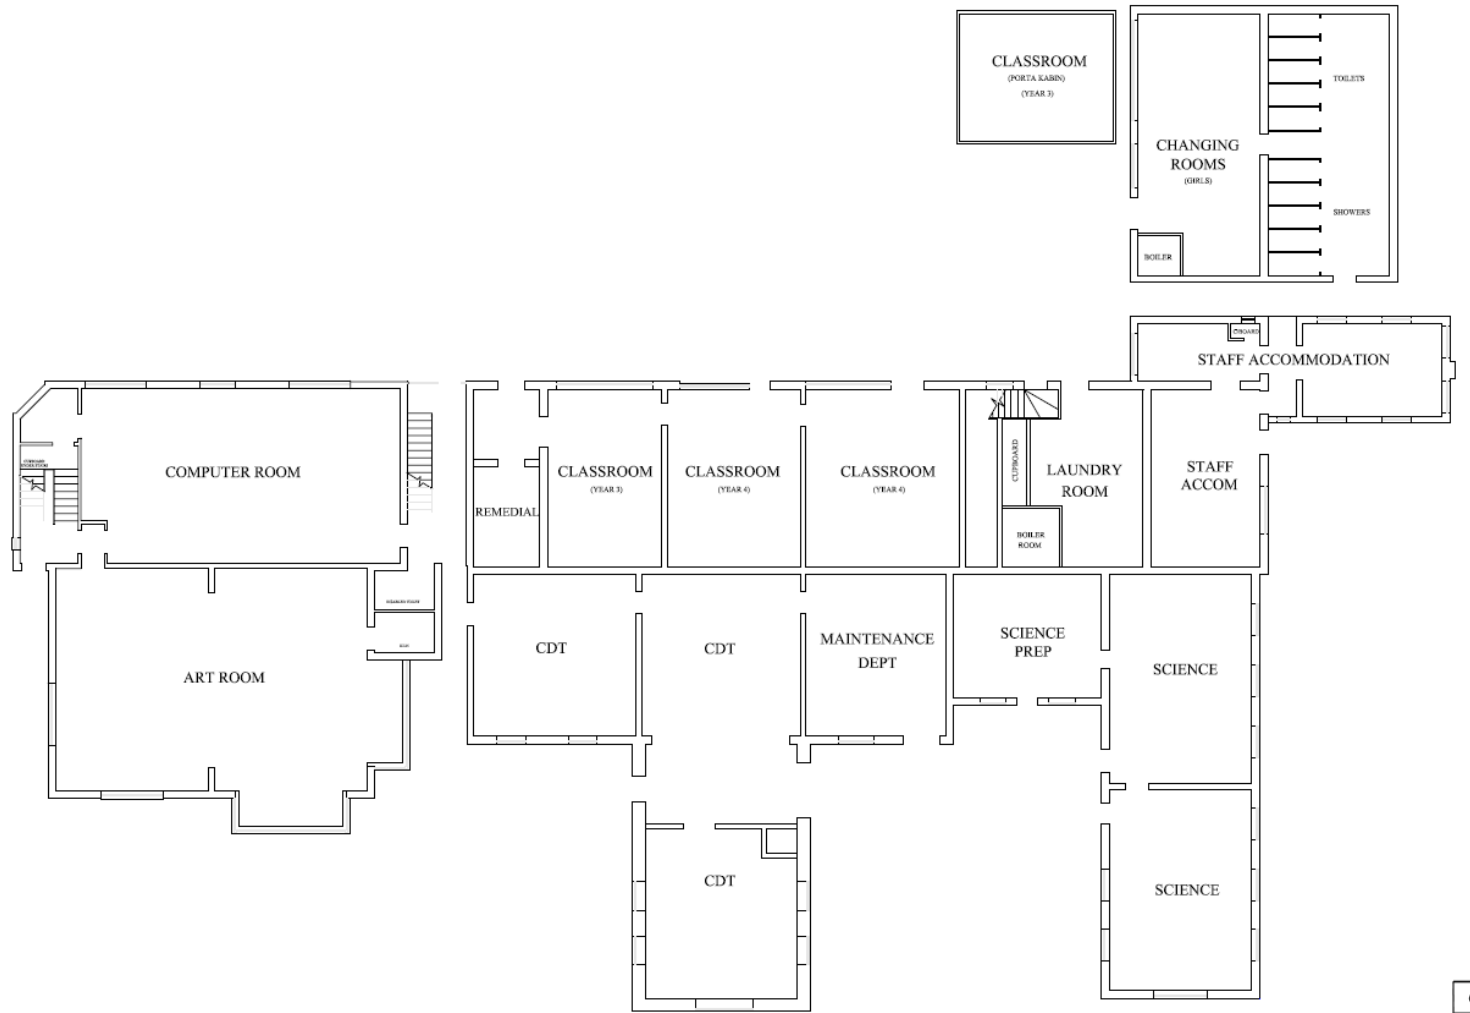 CLASSROOM
(PORTA KABIN)
(YEAR 3)
TOILETS
CHANGING
ROOMS
(GIRLS)
SHOWERS
BOILER
C'BOARD
STAFF ACCOMMODATION
COMPUTER ROOM
CLASSROOM
(YEAR 3)
CLASSROOM
(YEAR 4)
CLASSROOM
(YEAR 4)
CUPBOARD
LAUNDRY
ROOM
STAFF
ACCOM
REMEDIAL
BOILER
ROOM
ART ROOM
CDT
CDT
MAINTENANCE
DEPT
SCIENCE
PREP
SCIENCE
CDT
SCIENCE